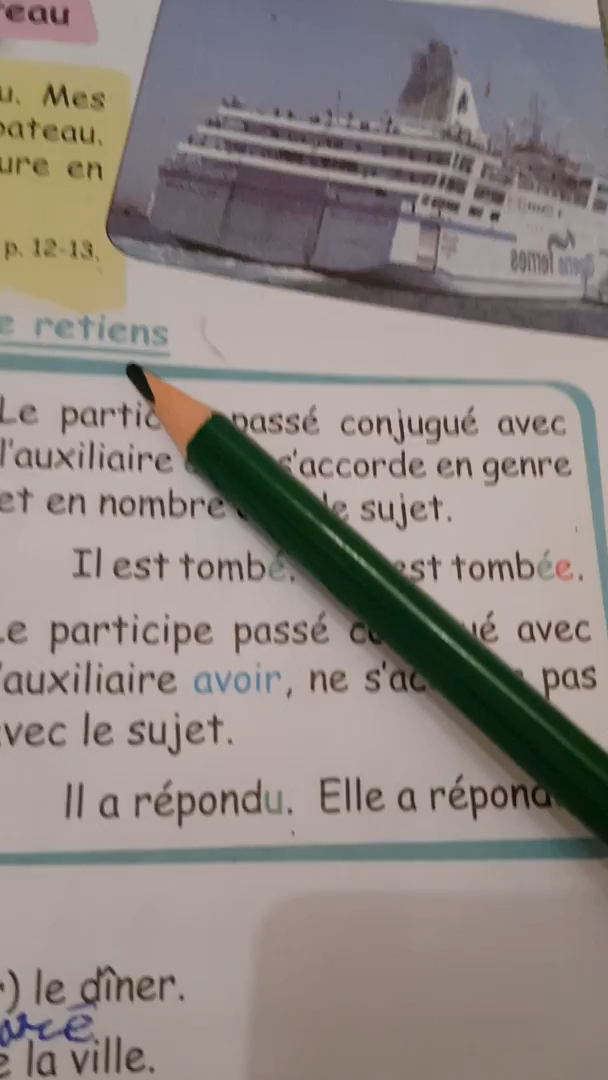 eau
u. Mes
bateau.
ure en
p. 12-13.
e retiens
Le passé conjugué avec
l'auxiliaire s'accorde en genre
et en nombre le sujet.
Il est tombé. est tombée.
Le participe passé avec
'auxiliaire avoir, ne pas
vec le sujet.
Il a répondu. Elle a répond
) le dîner.
la ville.